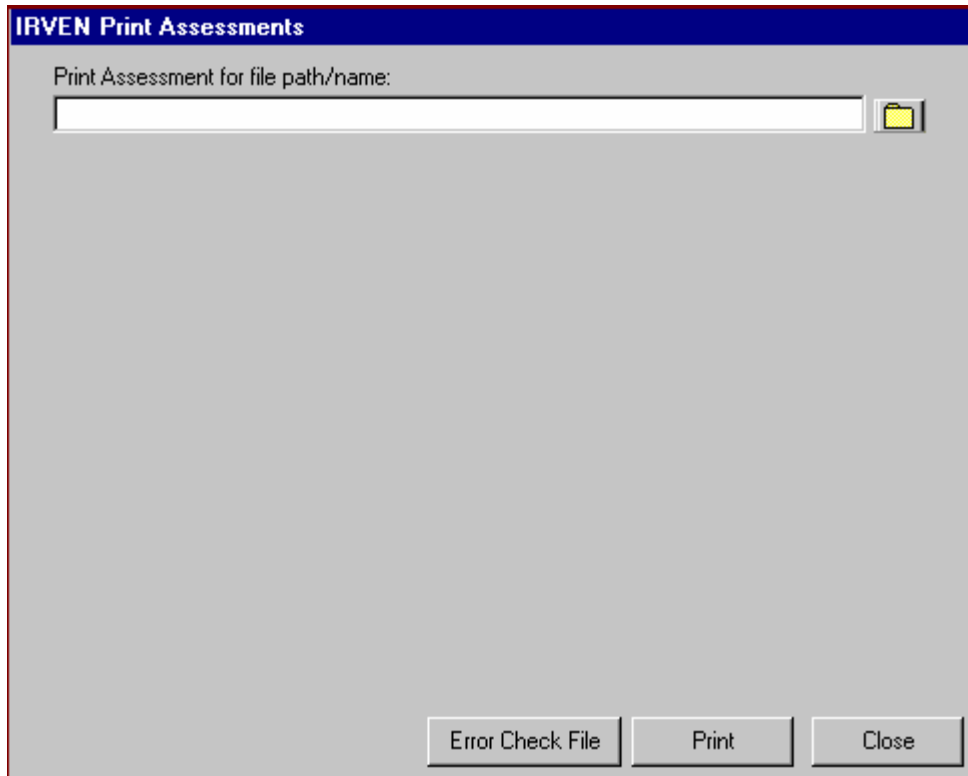 IRVEN Print Assessments
Print Assessment for file path/name:
Error Check File
Print
Close